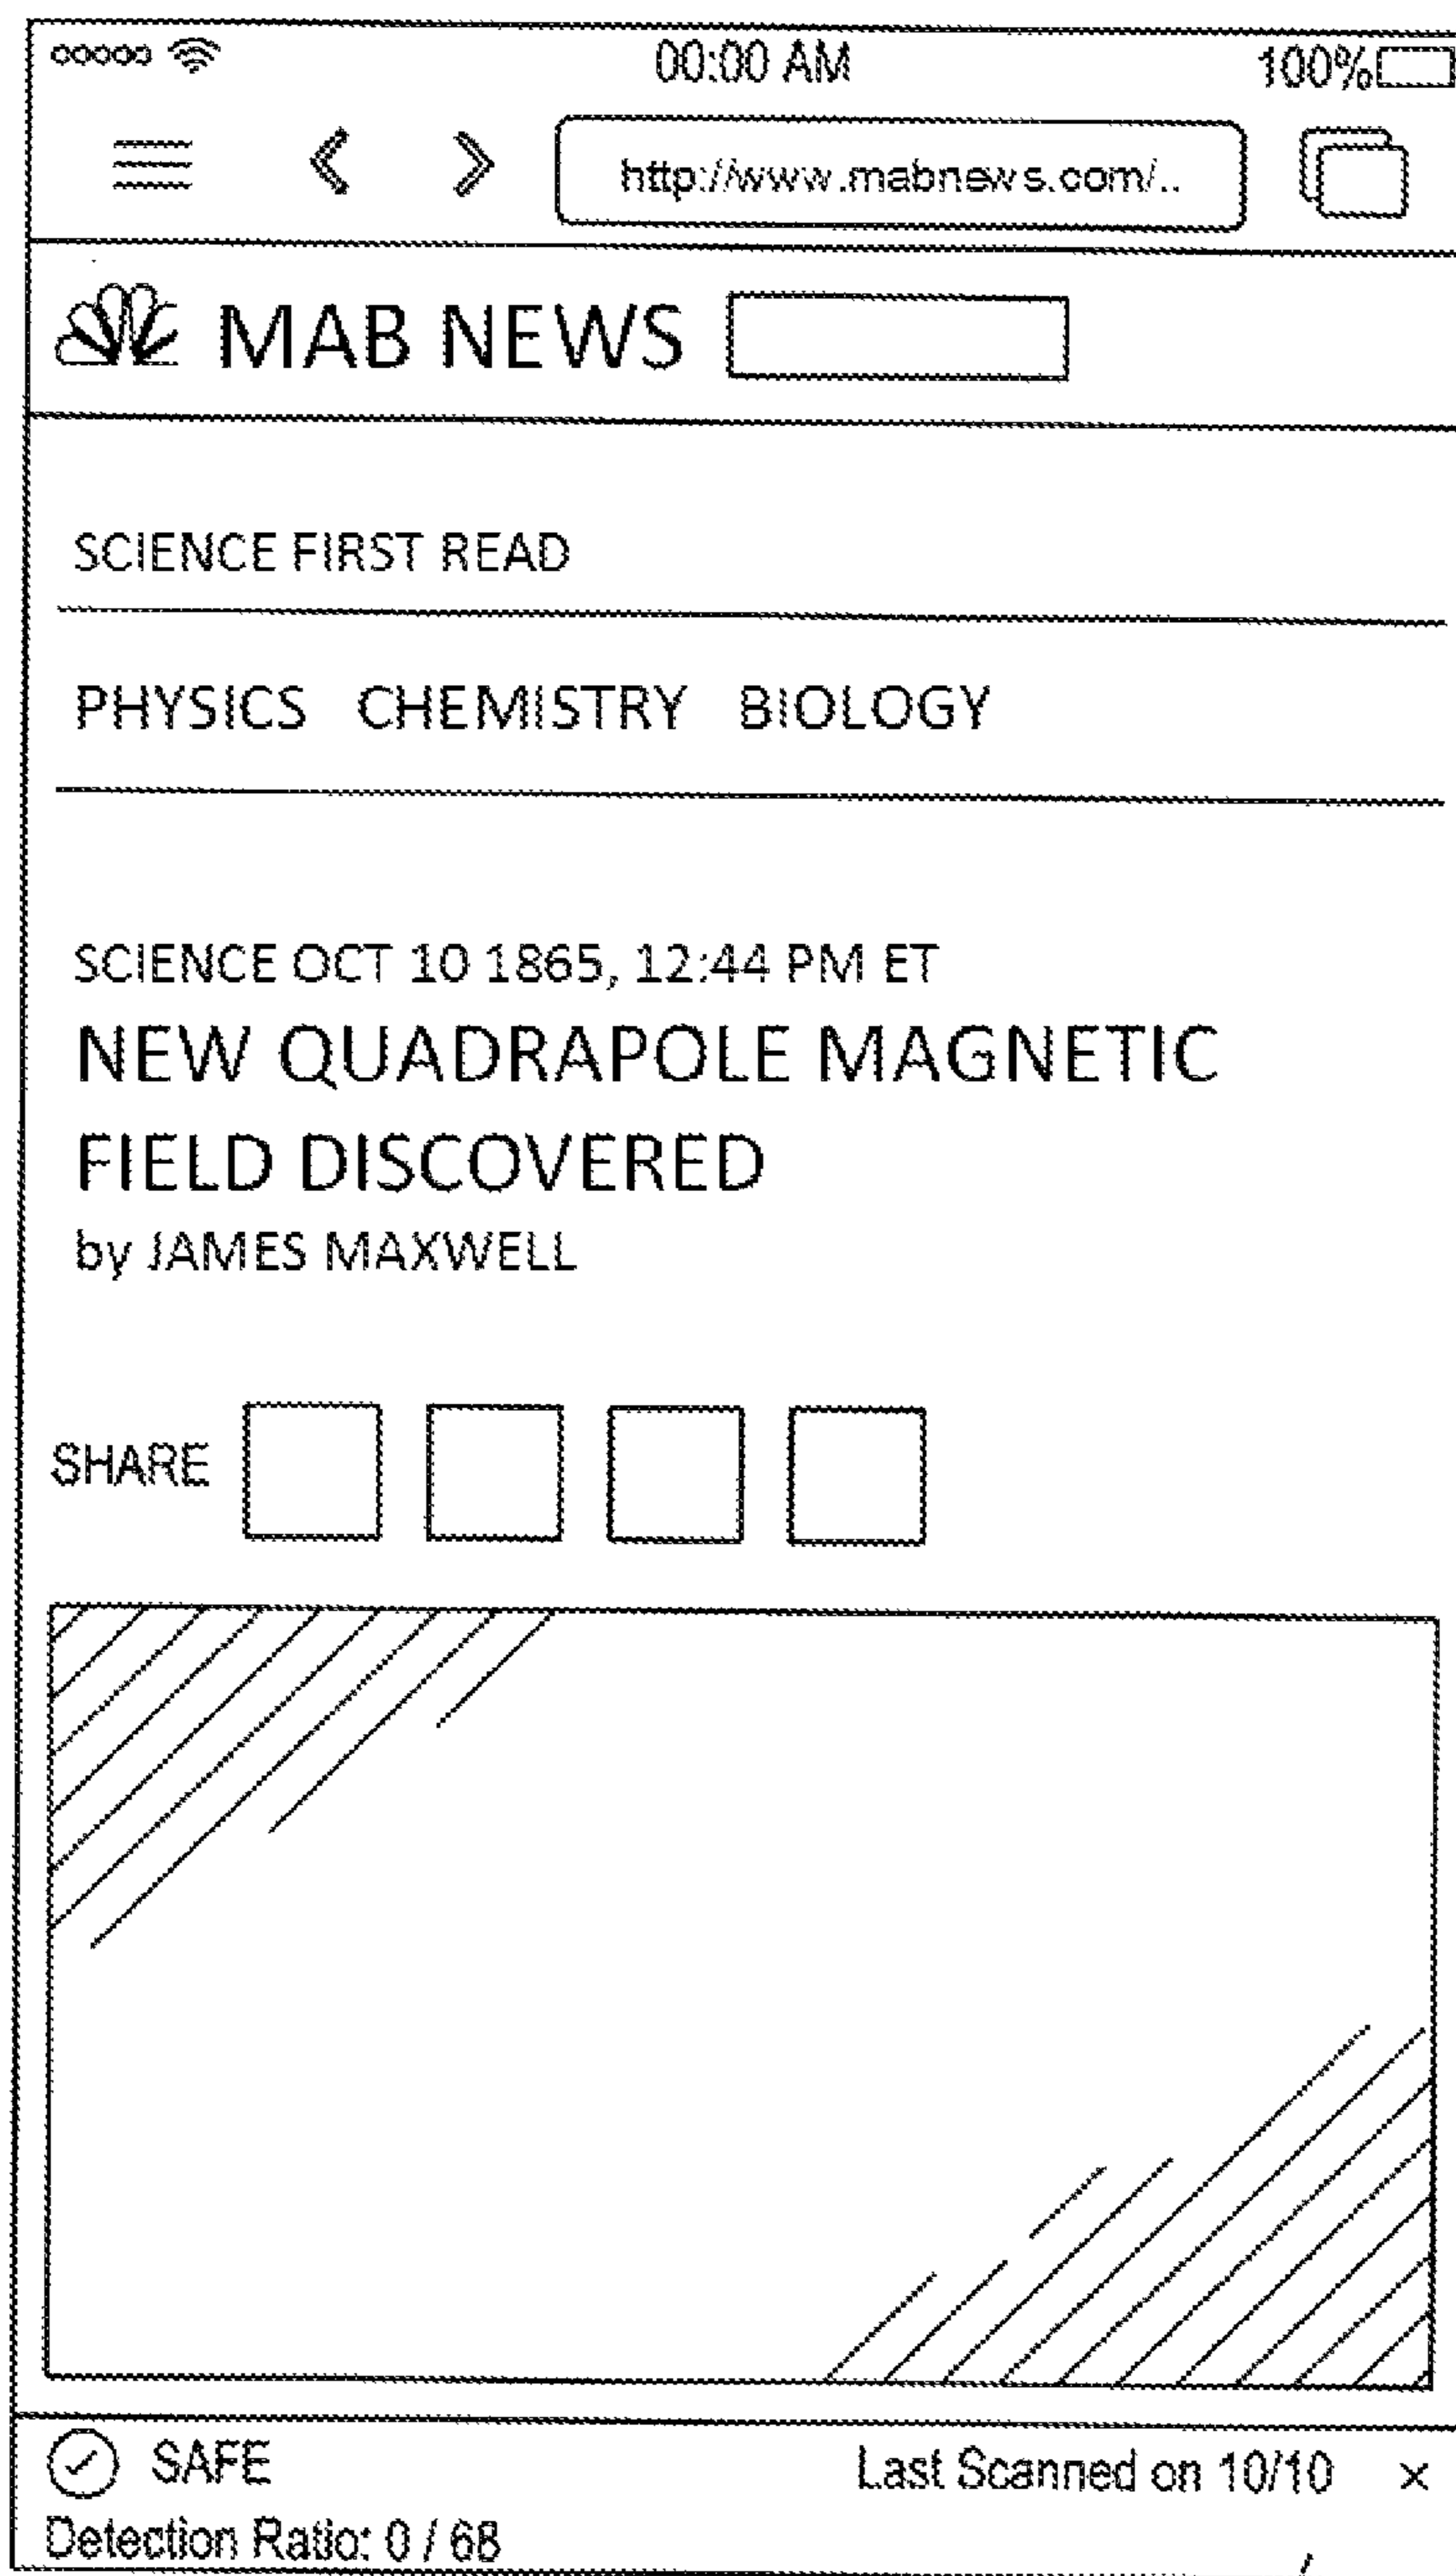 00:00 AM 100%
http://www.mabnews.com/..
MAB NEWS
SCIENCE FIRST READ
PHYSICS CHEMISTRY BIOLOGY
SCIENCE OCT 10 1865, 12:44 PM ET
NEW QUADRAPOLE MAGNETIC
FIELD DISCOVERED
by JAMES MAXWELL
SHARE
SAFE Last Scanned on 10/10 ×
Detection Ratio: 0 / 68